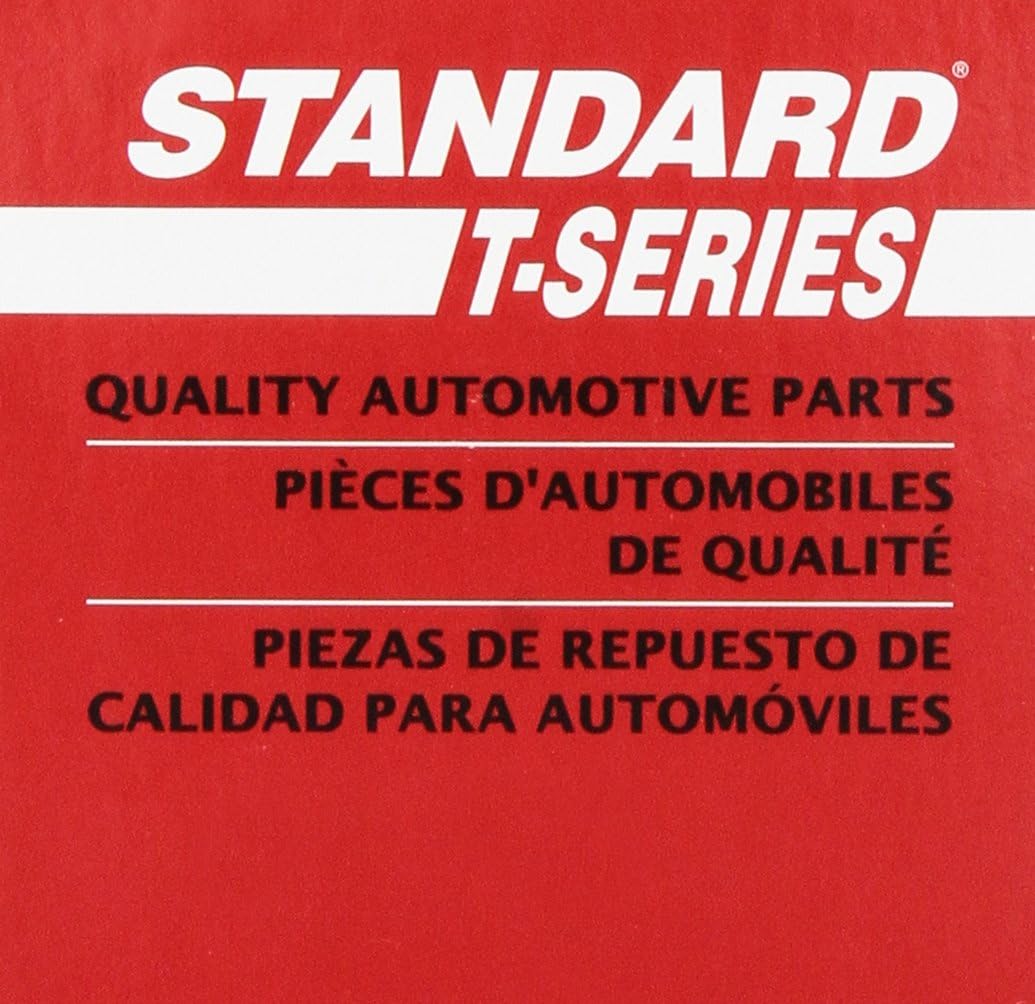 STANDARD®
T-SERIES
QUALITY AUTOMOTIVE PARTS
PIÈCES D'AUTOMOBILES
DE QUALITÉ
PIEZAS DE REPUESTO DE
CALIDAD PARA AUTOMÓVILES